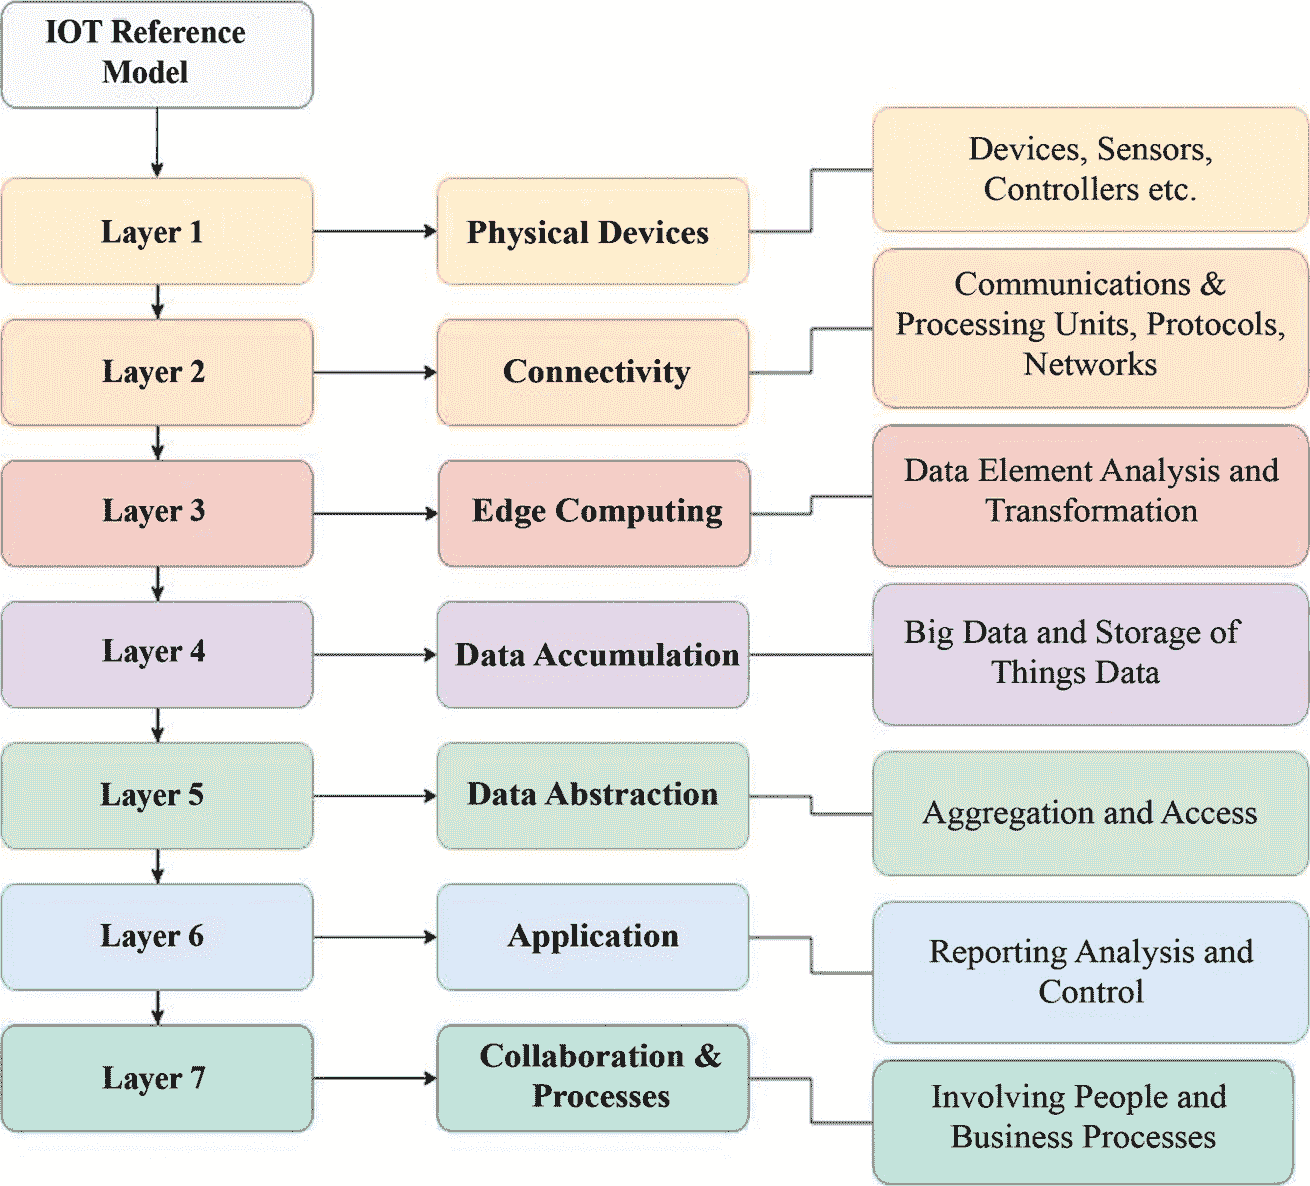 IOT Reference
Model
Layer 1
Physical Devices
Devices, Sensors,
Controllers etc.
Layer 2
Connectivity
Communications &
Processing Units, Protocols,
Networks
Layer 3
Edge Computing
Data Element Analysis and
Transformation
Layer 4
Data Accumulation
Big Data and Storage of
Things Data
Layer 5
Data Abstraction
Aggregation and Access
Layer 6
Application
Reporting Analysis and
Control
Layer 7
Collaboration &
Processes
Involving People and
Business Processes